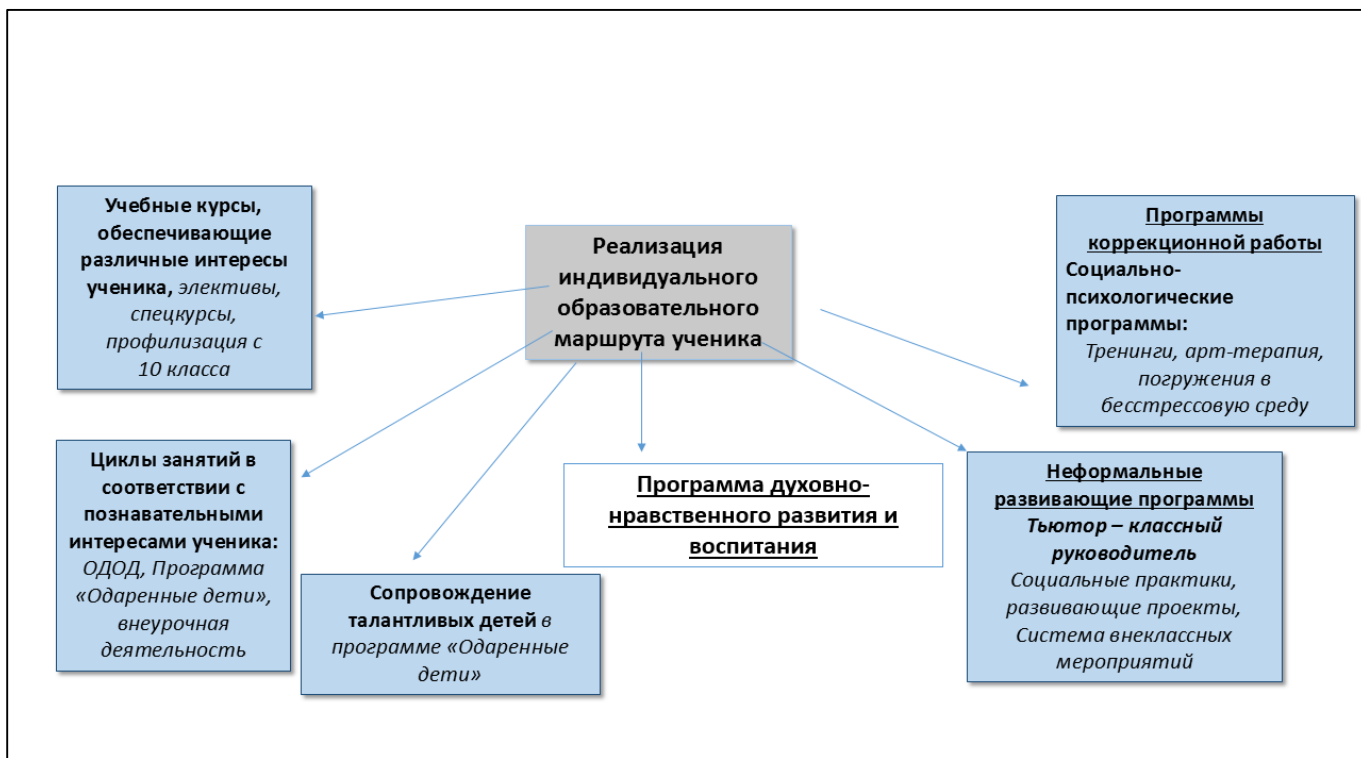 Учебные курсы,
обеспечивающие
различные интересы
ученика, элективы,
спецкурсы,
профилизация с
10 класса
Реализация
индивидуального
образовательного
маршрута ученика
Программы
коррекционной работы
Социально-
психологические
программы:
Тренинги, арт-терапия,
погружения в
бесстрессовую среду
Циклы занятий в
соответствии с
познавательными
интересами ученика:
ОДОД, Программа
«Одаренные дети»,
внеурочная
деятельность
Сопровождение
талантливых детей в
программе «Одаренные
дети»
Программа духовно-
нравственного развития и
воспитания
Неформальные
развивающие программы
Тьютор – классный
руководитель
Социальные практики,
развивающие проекты,
Система внеклассных
мероприятий